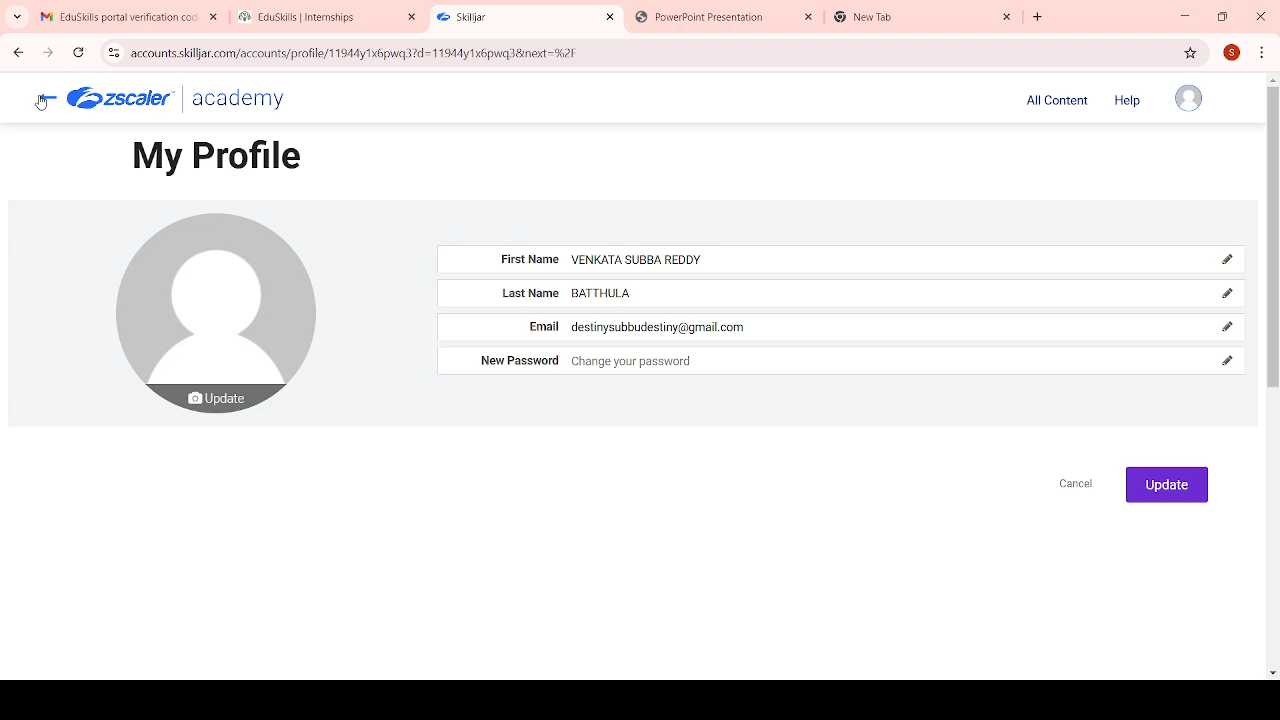 EduSkills portal verification cod
EduSkills | Internships
Skilljar
PowerPoint Presentation
New Tab
accounts.skilljar.com/accounts/profile/11944y1x6pwq3?d=11944y1x6pwq3&next=%2F
S
zscaler™ | academy
All Content
Help
My Profile
First Name VENKATA SUBBA REDDY
Last Name BATTHULA
Email destinysubbudestiny@gmail.com
New Password Change your password
Update
Cancel
Update